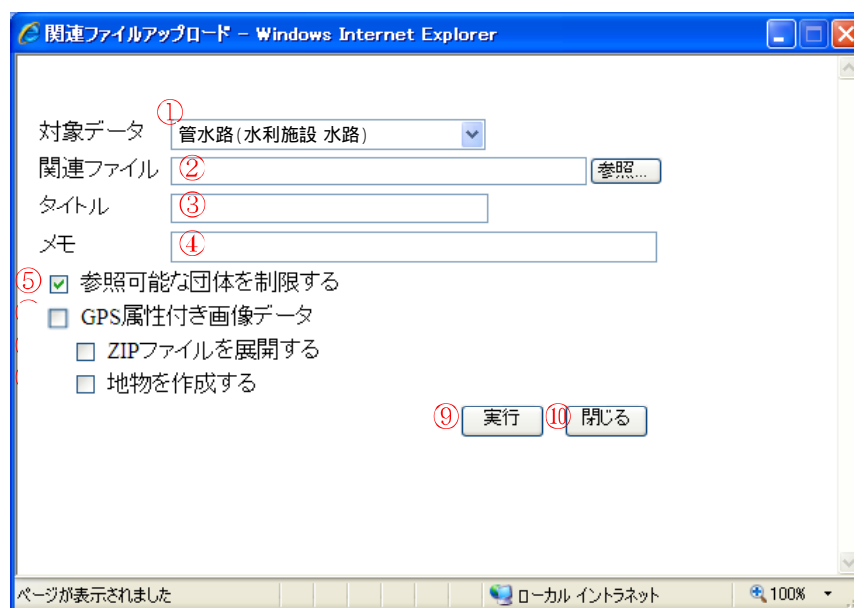 関連ファイルアップロード - Windows Internet Explorer
①
対象データ 管水路(水利施設 水路)
関連ファイル ② 参照...
タイトル ③
メモ ④
⑤ 参照可能な団体を制限する
GPS属性付き画像データ
ZIPファイルを展開する
地物を作成する
⑨ 実行 ⑩ 閉じる
ページが表示されました ローカル イントラネット 100%